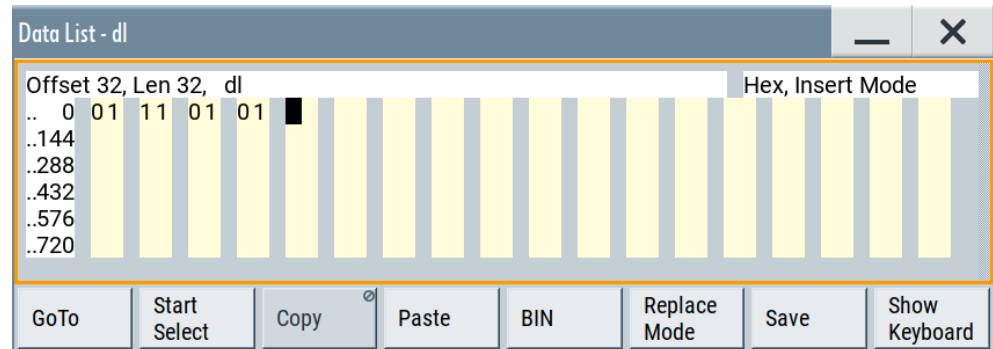 Data List - dl
Offset 32, Len 32, dl Hex, Insert Mode
.. 0 01 11 01 01
..144
..288
..432
..576
..720
GoTo Start Select Copy Paste BIN Replace Mode Save Show Keyboard